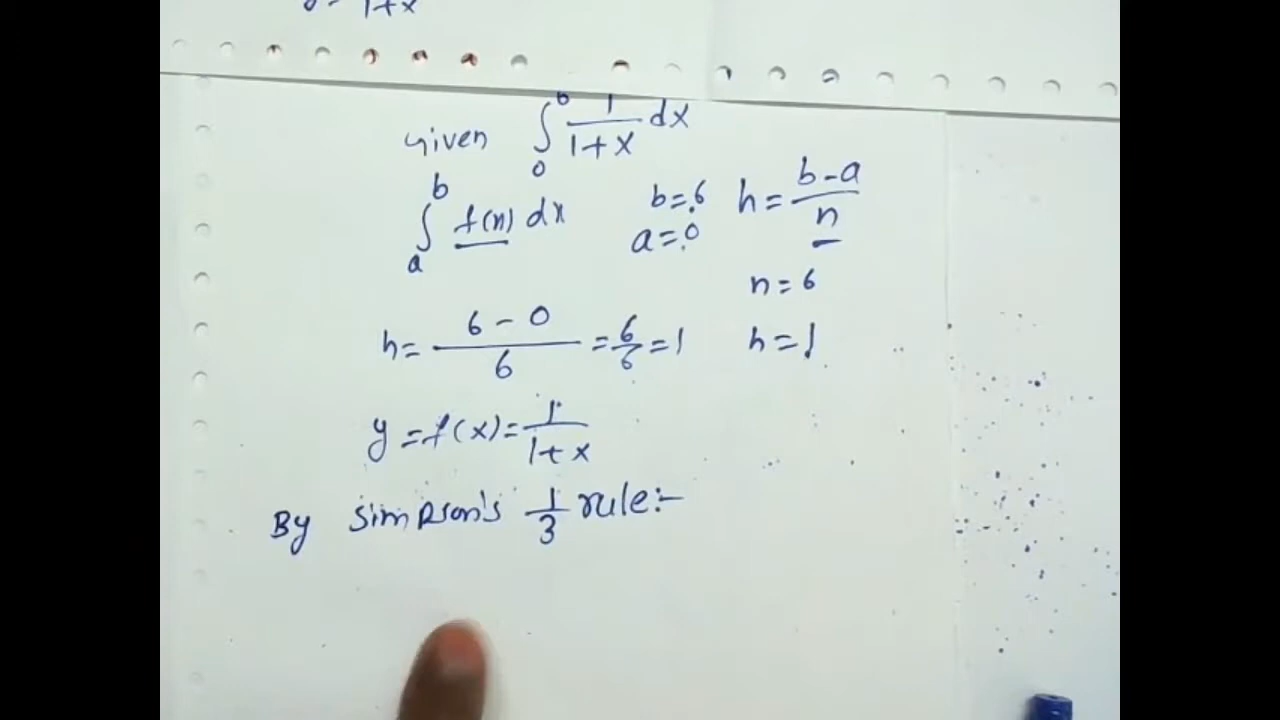 1+x
Given ∫₀⁶ 1/(1+x) dx
∫ₐᵇ f(n) dx b=6 h = (b-a)/n
a=0
n=6
h = (6-0)/6 = 6/6 = 1 h=1
y = f(x) = 1/(1+x)
By Simpson's 1/3 rule:-